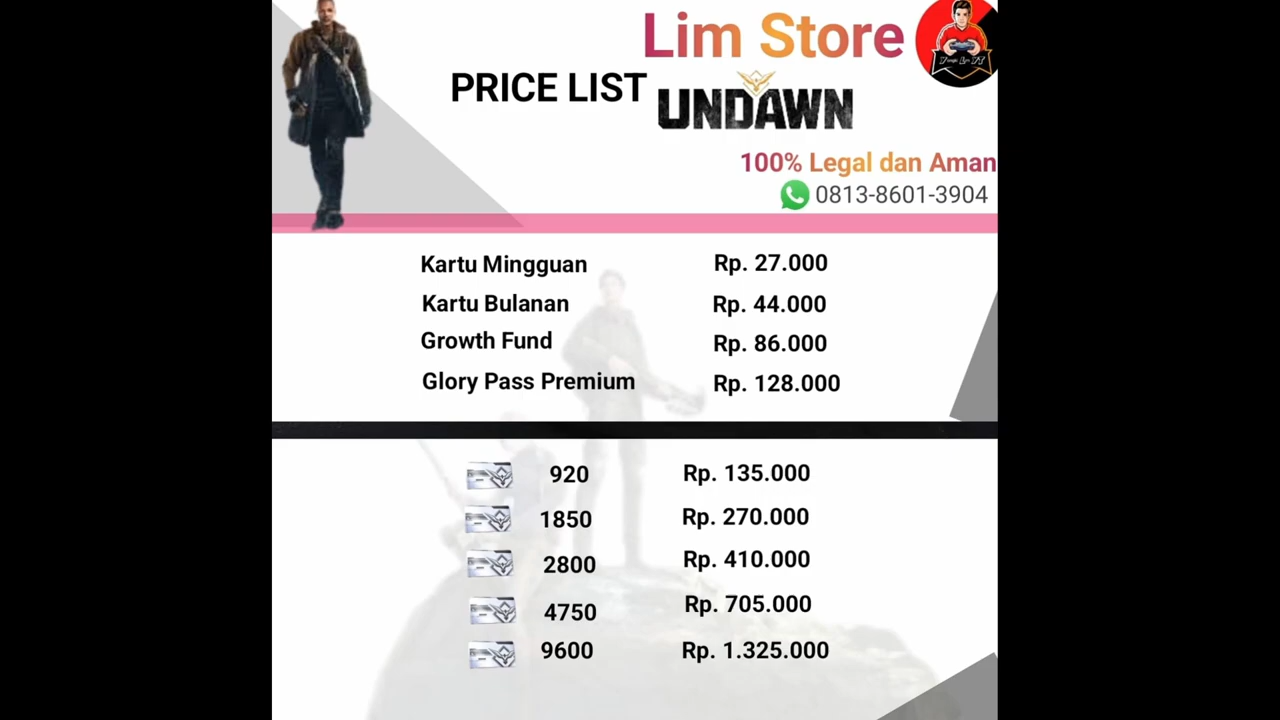 Lim Store
PRICE LIST UNDAWN
100% Legal dan Aman
0813-8601-3904
Kartu Mingguan Rp. 27.000
Kartu Bulanan Rp. 44.000
Growth Fund Rp. 86.000
Glory Pass Premium Rp. 128.000
920 Rp. 135.000
1850 Rp. 270.000
2800 Rp. 410.000
4750 Rp. 705.000
9600 Rp. 1.325.000